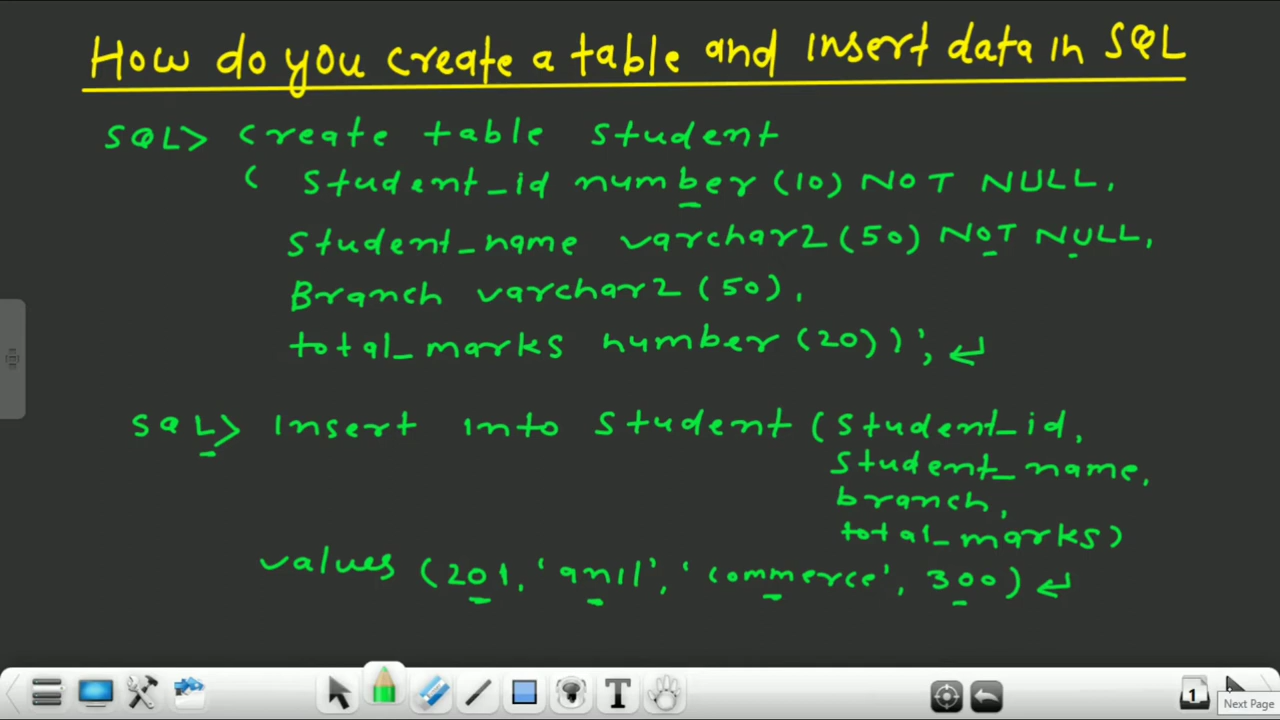 How do you create a table and insert data in SQL
SQL> Create table student
( student_id number (10) NOT NULL,
student_name varchar2 (50) NOT NULL,
Branch varchar2 (50),
total_marks number (20));
SQL> Insert into student (student_id,
student_name,
branch,
total_marks)
values (201, 'anil', 'commerce', 300)
1
Next Page